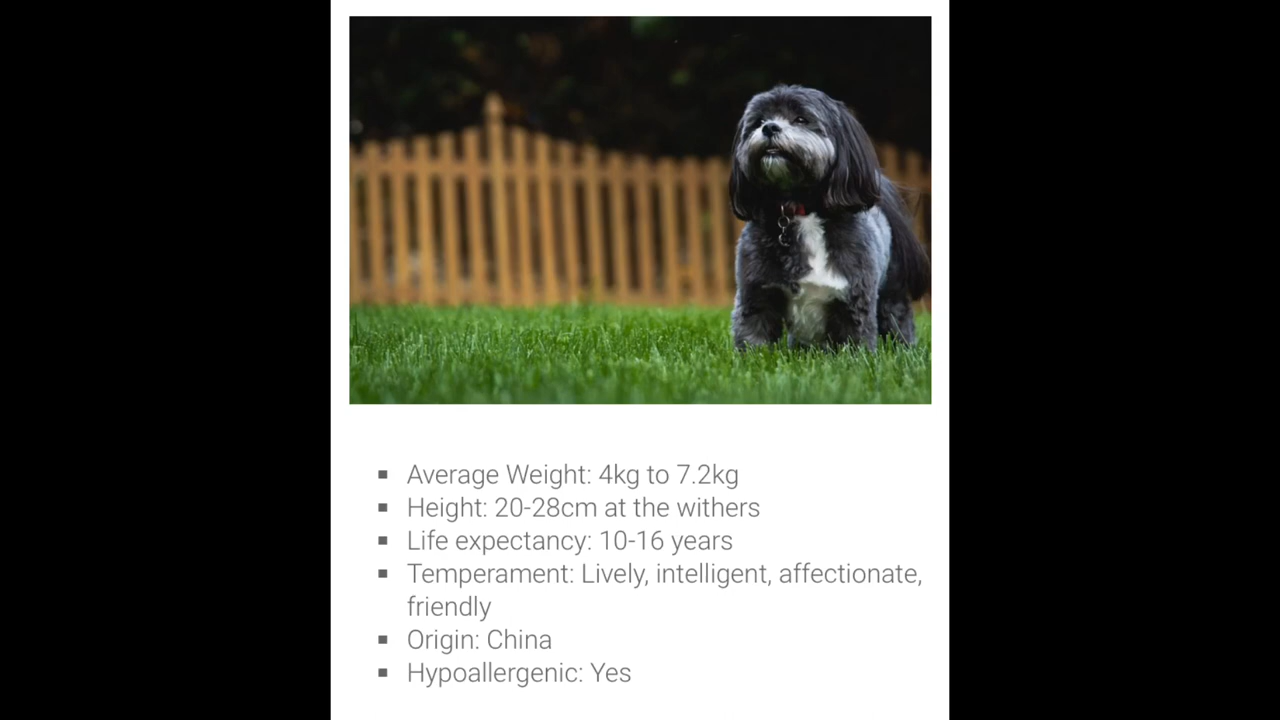 ▪ Average Weight: 4kg to 7.2kg
▪ Height: 20-28cm at the withers
▪ Life expectancy: 10-16 years
▪ Temperament: Lively, intelligent, affectionate,
friendly
▪ Origin: China
▪ Hypoallergenic: Yes